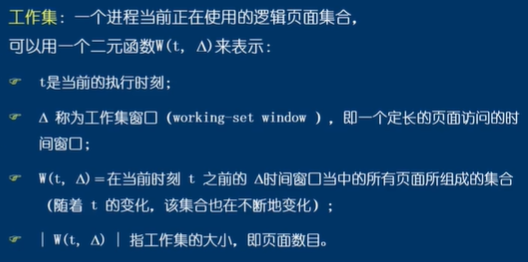 工作集：一个进程当前正在使用的逻辑页面集合，
可以用一个二元函数W(t, Δ)来表示：
t是当前的执行时刻；
Δ 称为工作集窗口（working-set window ），即一个定长的页面访问的时
间窗口；
W(t, Δ)＝在当前时刻 t 之前的 Δ时间窗口当中的所有页面所组成的集合
（随着 t 的变化，该集合也在不断地变化）；
| W(t, Δ) | 指工作集的大小，即页面数目。